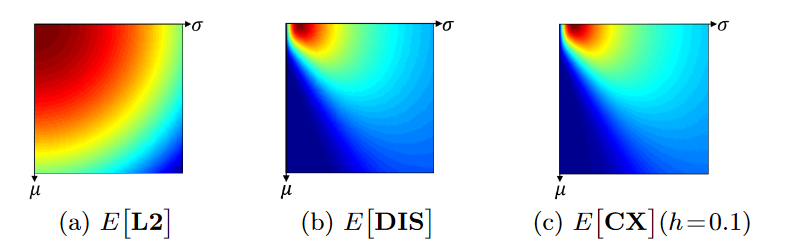 σ σ σ
μ μ μ
(a) E[L2] (b) E[DIS] (c) E[CX](h=0.1)